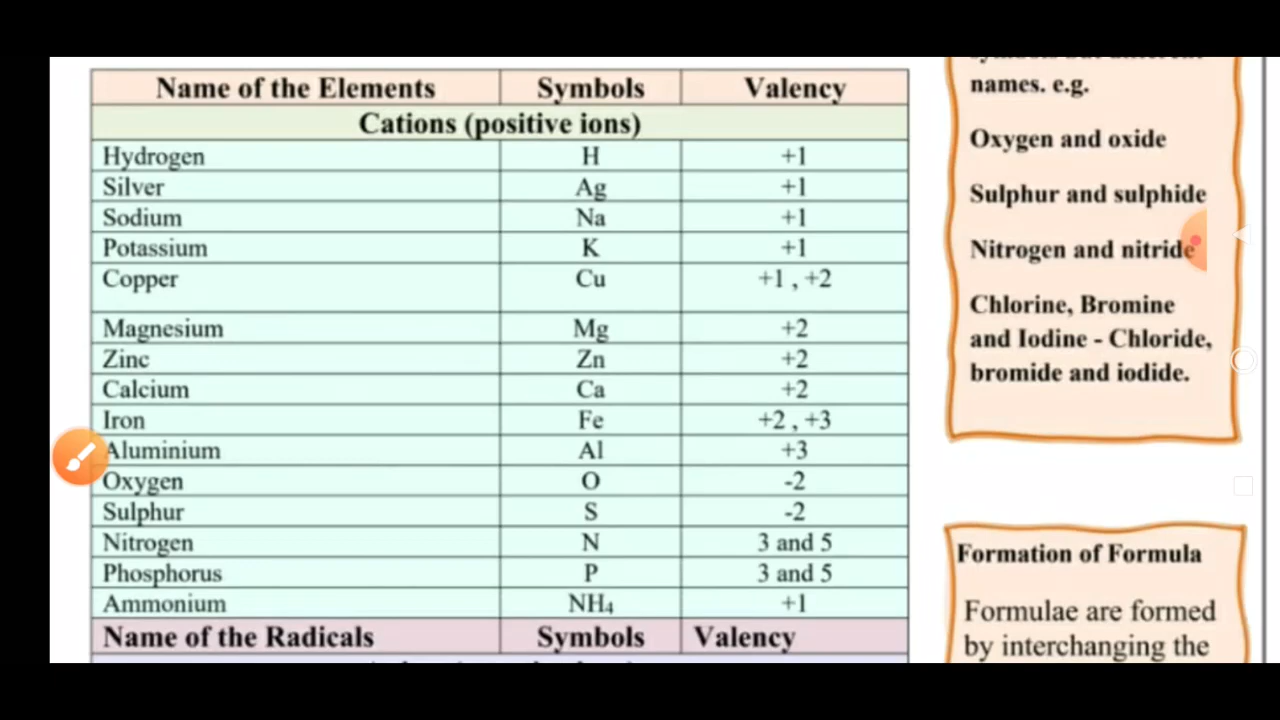 Name of the Elements Symbols Valency
Cations (positive ions)
Hydrogen H +1
Silver Ag +1
Sodium Na +1
Potassium K +1
Copper Cu +1 , +2
Magnesium Mg +2
Zinc Zn +2
Calcium Ca +2
Iron Fe +2 , +3
Aluminium Al +3
Oxygen O -2
Sulphur S -2
Nitrogen N 3 and 5
Phosphorus P 3 and 5
Ammonium NH₄ +1
Name of the Radicals Symbols Valency
names. e.g.
Oxygen and oxide
Sulphur and sulphide
Nitrogen and nitride
Chlorine, Bromine
and Iodine - Chloride,
bromide and iodide.
Formation of Formula
Formulae are formed
by interchanging the